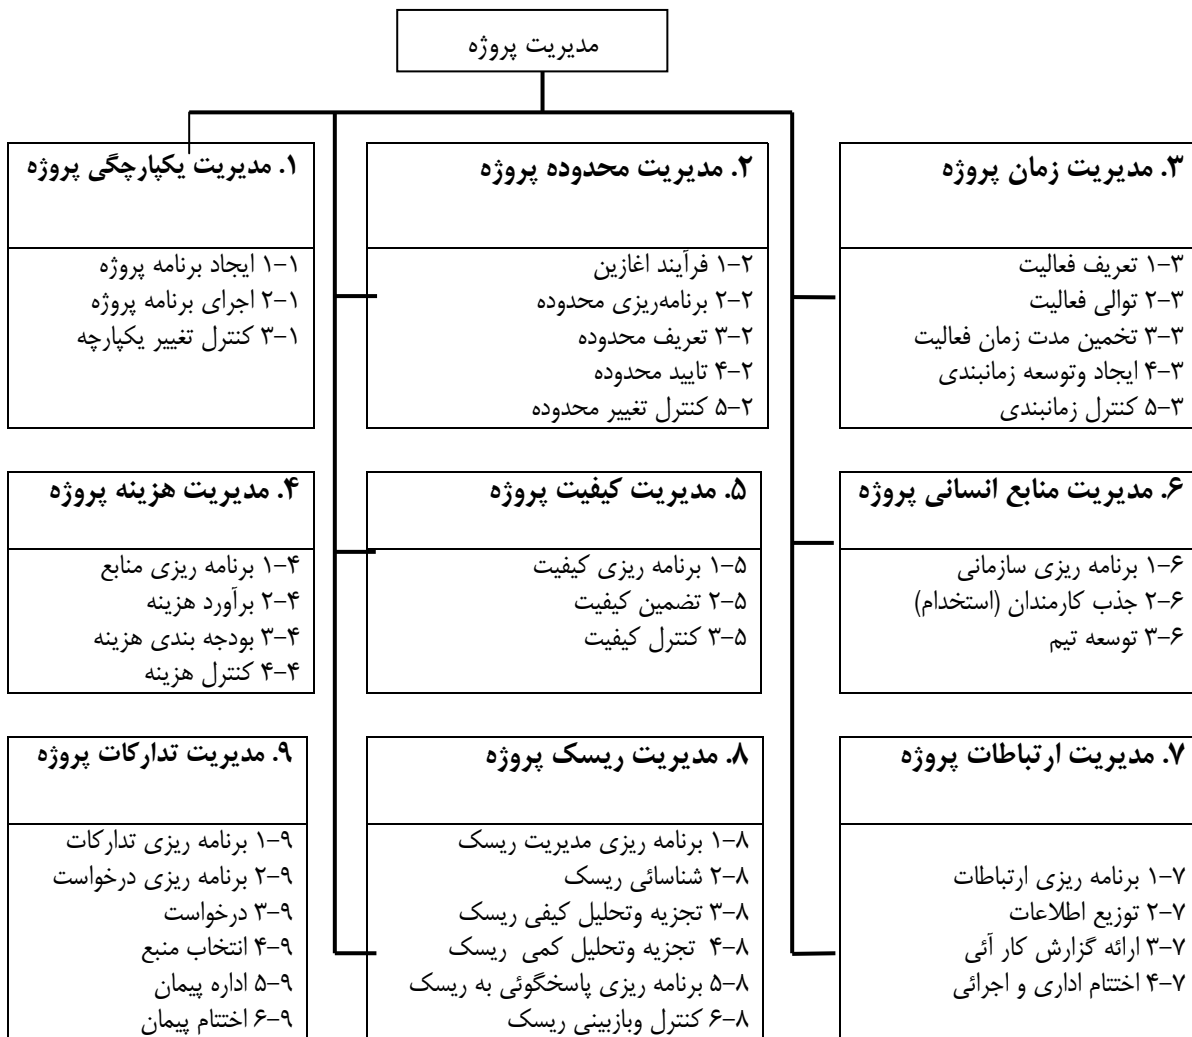 مدیریت پروژه
۱. مدیریت یکپارچگی پروژه
۱-۱ ایجاد برنامه پروژه
۲-۱ اجرای برنامه پروژه
۳-۱ کنترل تغییر یکپارچه
۲. مدیریت محدوده پروژه
۱-۲ فرآیند اغازین
۲-۲ برنامه‌ریزی محدوده
۳-۲ تعریف محدوده
۴-۲ تایید محدوده
۵-۲ کنترل تغییر محدوده
۳. مدیریت زمان پروژه
۱-۳ تعریف فعالیت
۲-۳ توالی فعالیت
۳-۳ تخمین مدت زمان فعالیت
۴-۳ ایجاد وتوسعه زمانبندی
۵-۳ کنترل زمانبندی
۴. مدیریت هزینه پروژه
۱-۴ برنامه ریزی منابع
۲-۴ برآورد هزینه
۳-۴ بودجه بندی هزینه
۴-۴ کنترل هزینه
۵. مدیریت کیفیت پروژه
۱-۵ برنامه ریزی کیفیت
۲-۵ تضمین کیفیت
۳-۵ کنترل کیفیت
۶. مدیریت منابع انسانی پروژه
۱-۶ برنامه ریزی سازمانی
۲-۶ جذب کارمندان (استخدام)
۳-۶ توسعه تیم
۷. مدیریت ارتباطات پروژه
۱-۷ برنامه ریزی ارتباطات
۲-۷ توزیع اطلاعات
۳-۷ ارائه گزارش کار آئی
۴-۷ اختتام اداری و اجرائی
۸. مدیریت ریسک پروژه
۱-۸ برنامه ریزی مدیریت ریسک
۲-۸ شناسائی ریسک
۳-۸ تجزیه وتحلیل کیفی ریسک
۴-۸ تجزیه وتحلیل کمی ریسک
۵-۸ برنامه ریزی پاسخگوئی به ریسک
۶-۸ کنترل وبازبینی ریسک
۹. مدیریت تدارکات پروژه
۱-۹ برنامه ریزی تدارکات
۲-۹ برنامه ریزی درخواست
۳-۹ درخواست
۴-۹ انتخاب منبع
۵-۹ اداره پیمان
۶-۹ اختتام پیمان